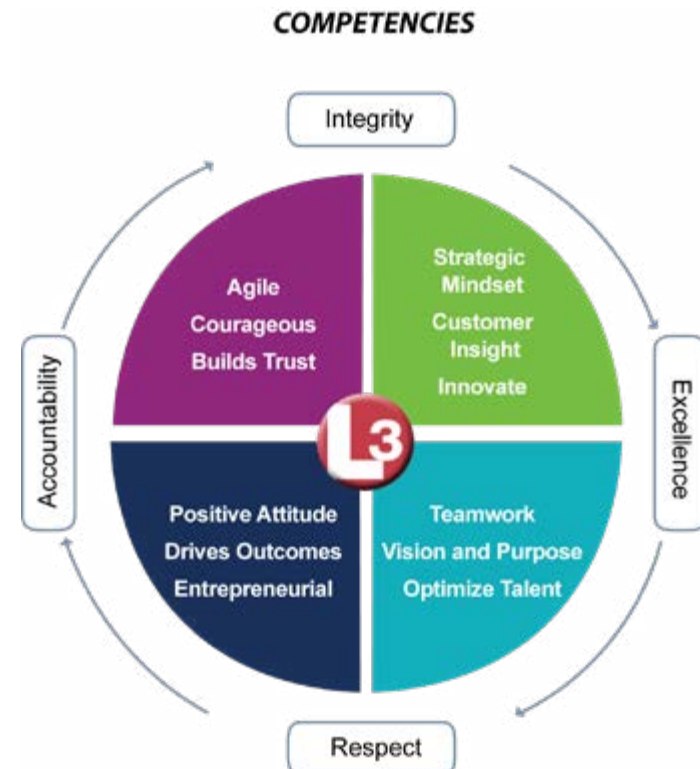 COMPETENCIES
Integrity
Agile
Courageous
Builds Trust
Strategic
Mindset
Customer
Insight
Innovate
Accountability
L3
Excellence
Positive Attitude
Drives Outcomes
Entrepreneurial
Teamwork
Vision and Purpose
Optimize Talent
Respect